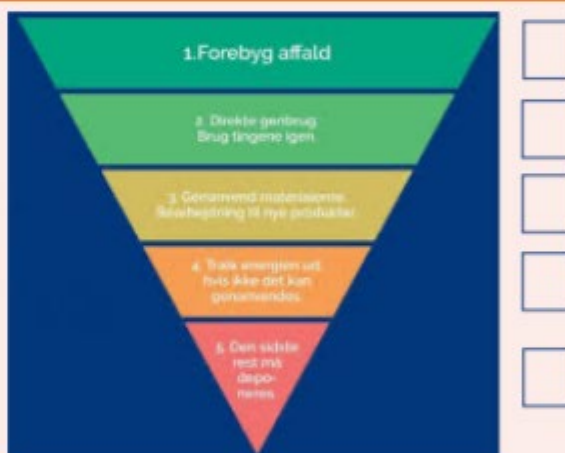 1.Forebyg affald
2. Direkte genbrug.
Brug tingene igen.
3. Genanvend materialerne.
Bearbejdning til nye produkter.
4. Træk energien ud,
hvis ikke det kan
genanvendes.
5. Den sidste
rest må
depo-
neres.